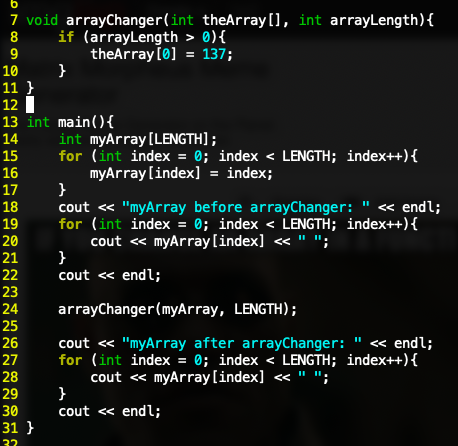 6
7 void arrayChanger(int theArray[], int arrayLength){
8     if (arrayLength > 0){
9         theArray[0] = 137;
10     }
11 }
12
13 int main(){
14     int myArray[LENGTH];
15     for (int index = 0; index < LENGTH; index++){
16         myArray[index] = index;
17     }
18     cout << "myArray before arrayChanger: " << endl;
19     for (int index = 0; index < LENGTH; index++){
20         cout << myArray[index] << " ";
21     }
22     cout << endl;
23
24     arrayChanger(myArray, LENGTH);
25
26     cout << "myArray after arrayChanger: " << endl;
27     for (int index = 0; index < LENGTH; index++){
28         cout << myArray[index] << " ";
29     }
30     cout << endl;
31 }
32